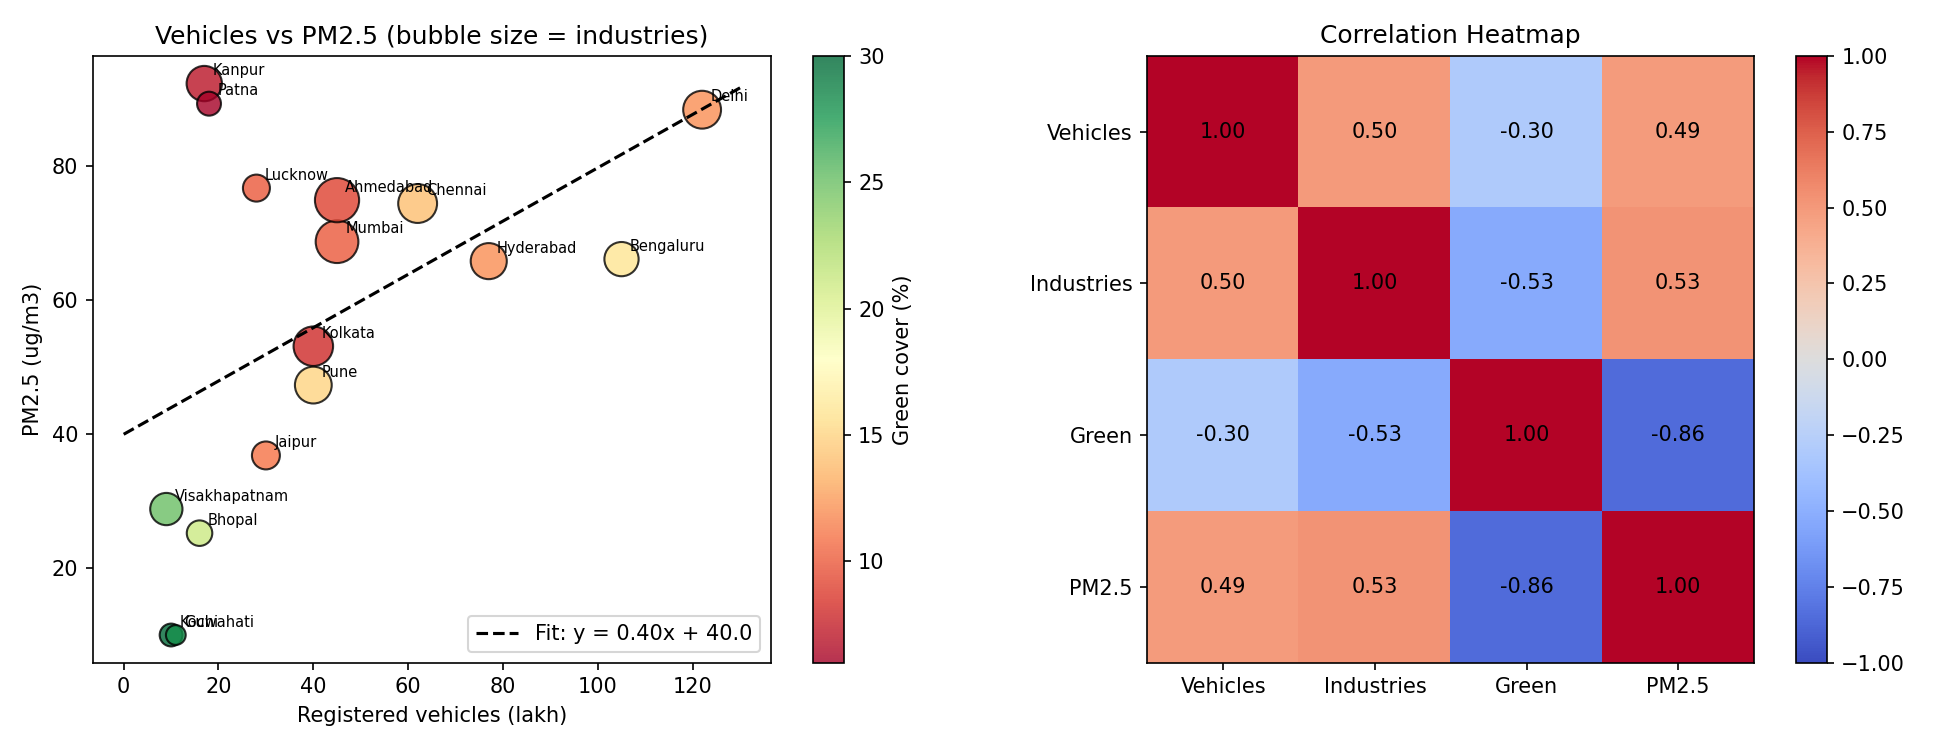 Vehicles vs PM2.5 (bubble size = industries)
PM2.5 (ug/m3)
80
60
40
20
Kanpur
Patna
Delhi
Lucknow
Ahmedabad
Chennai
Mumbai
Hyderabad
Bengaluru
Kolkata
Pune
Jaipur
Visakhapatnam
Bhopal
Kochi
Guwahati
Fit: y = 0.40x + 40.0
0 20 40 60 80 100 120
Registered vehicles (lakh)
30
25
20
15
10
Green cover (%)
Correlation Heatmap
Vehicles 1.00 0.50 -0.30 0.49
Industries 0.50 1.00 -0.53 0.53
Green -0.30 -0.53 1.00 -0.86
PM2.5 0.49 0.53 -0.86 1.00
Vehicles Industries Green PM2.5
1.00
0.75
0.50
0.25
0.00
−0.25
−0.50
−0.75
−1.00